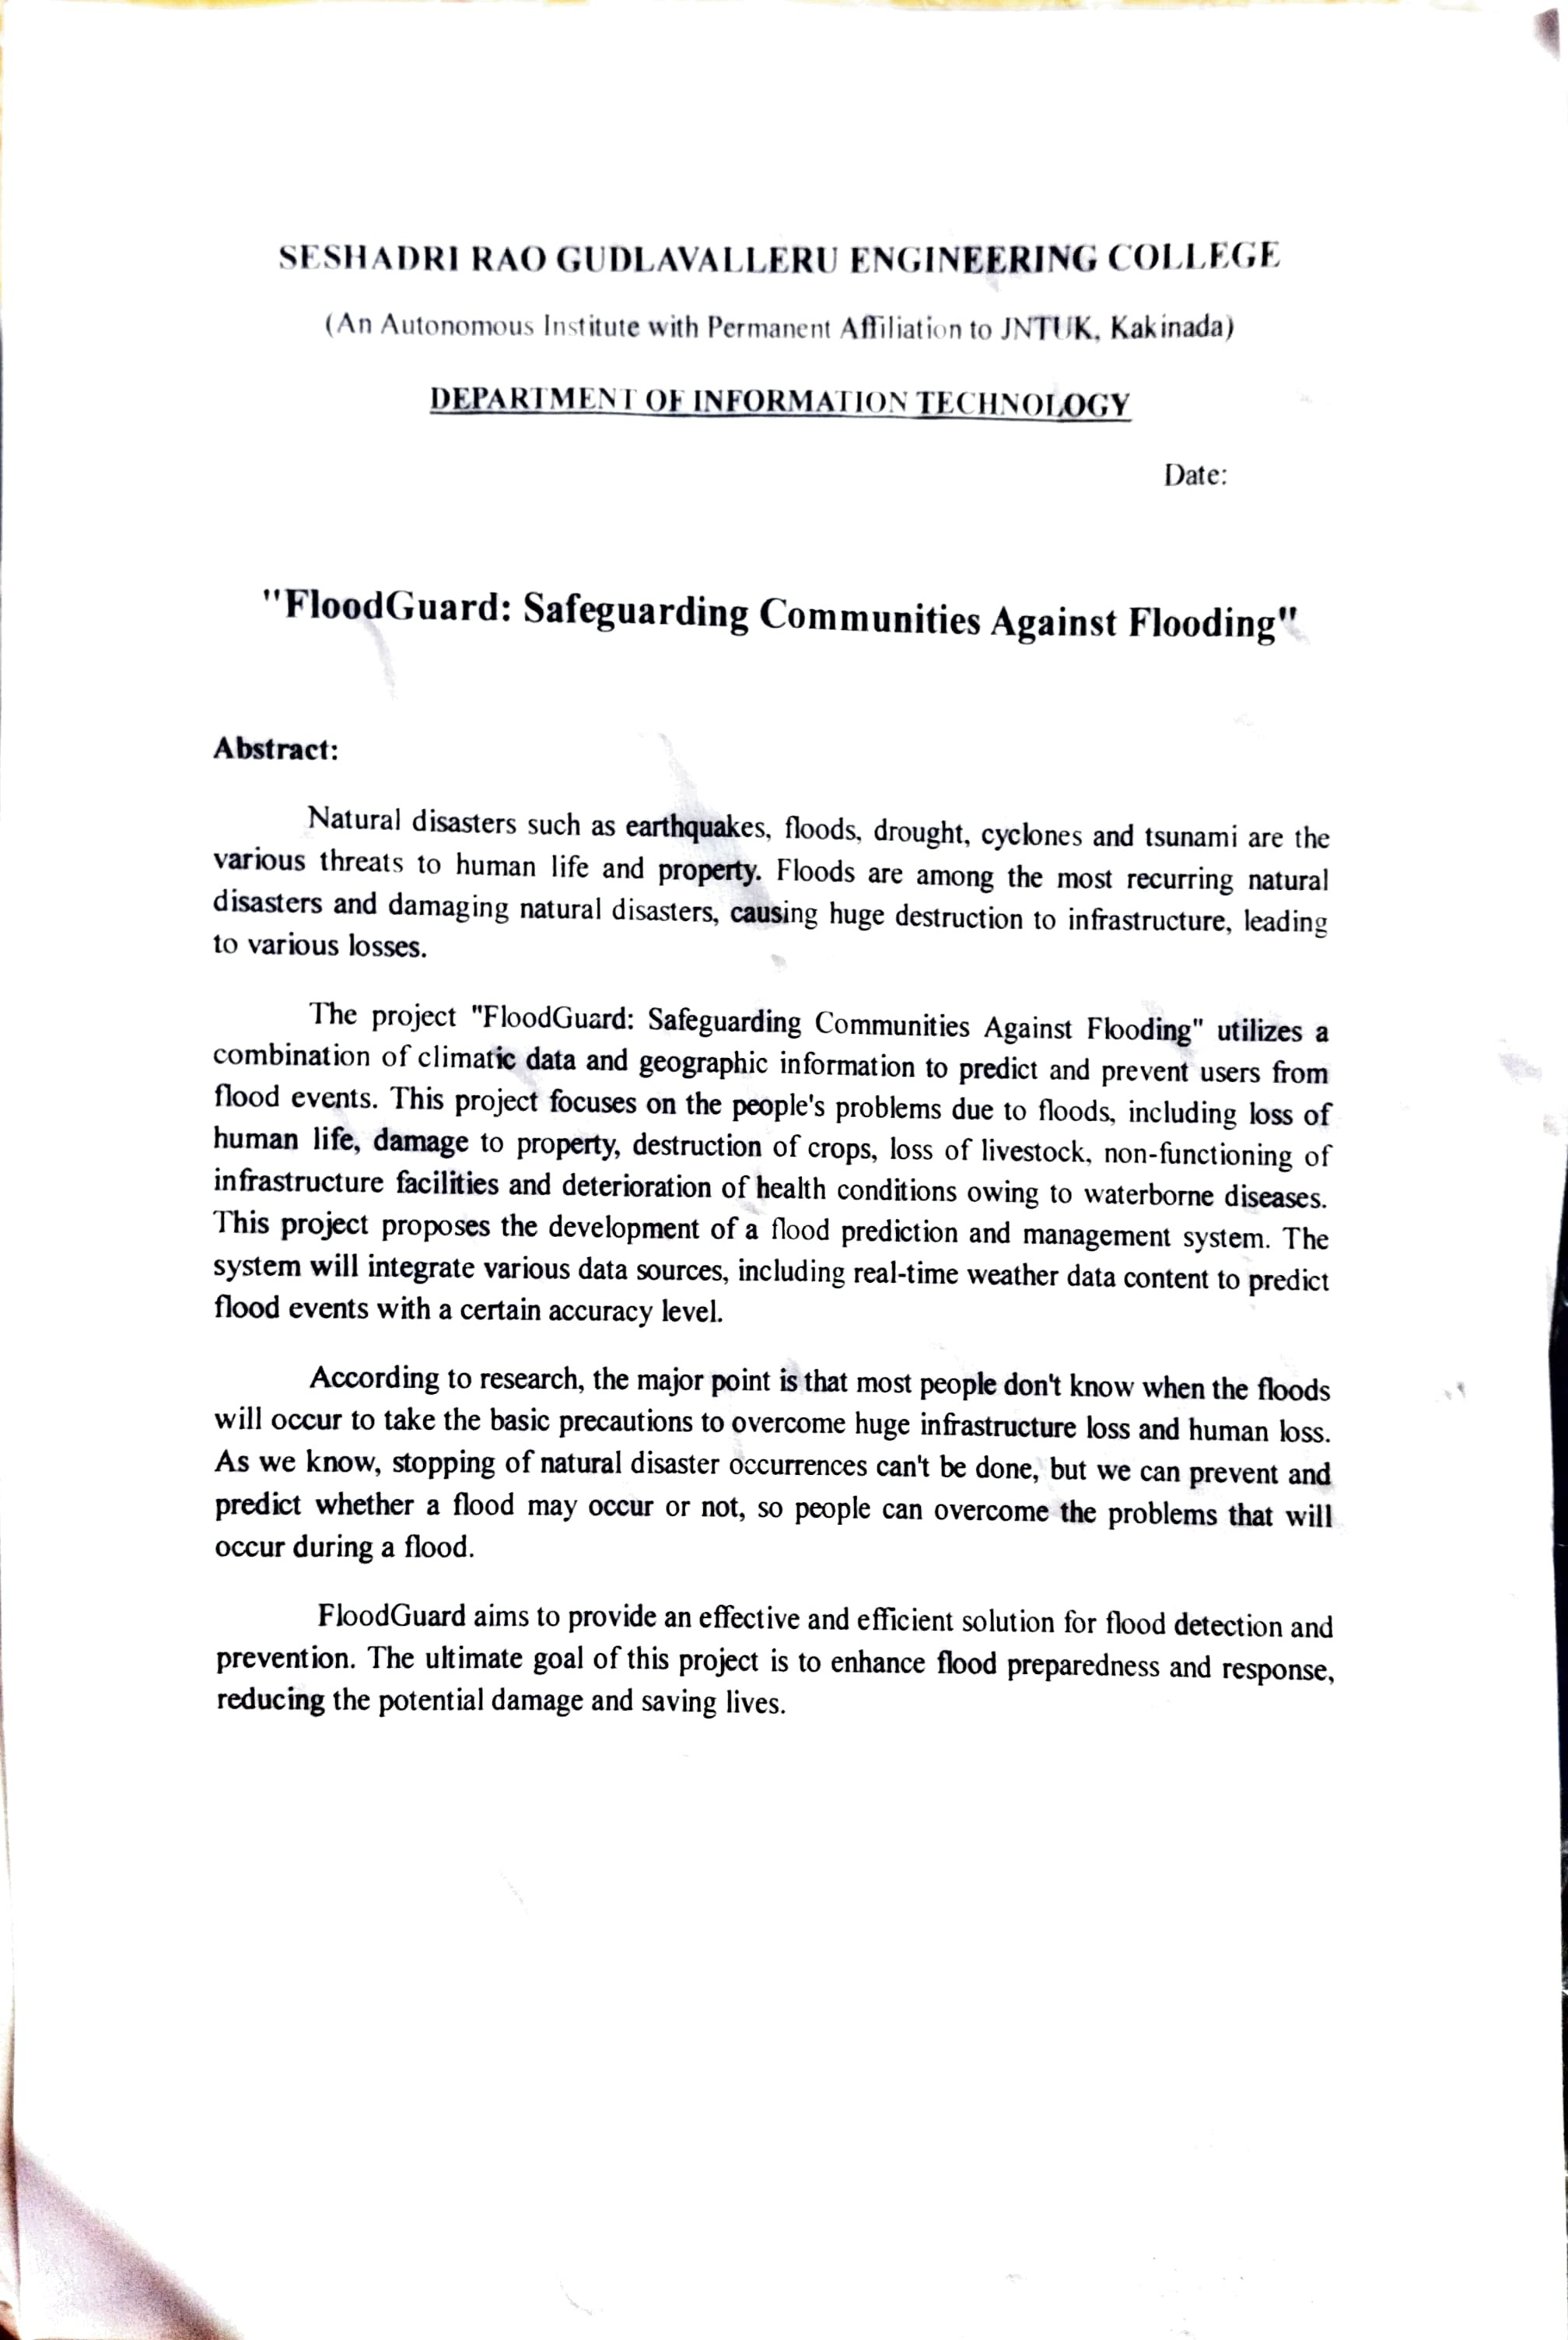 SESHADRI RAO GUDLAVALLERU ENGINEERING COLLEGE
(An Autonomous Institute with Permanent Affiliation to JNTUK, Kakinada)
DEPARTMENT OF INFORMATION TECHNOLOGY
Date:
"FloodGuard: Safeguarding Communities Against Flooding"
Abstract:
Natural disasters such as earthquakes, floods, drought, cyclones and tsunami are the
various threats to human life and property. Floods are among the most recurring natural
disasters and damaging natural disasters, causing huge destruction to infrastructure, leading
to various losses.
The project "FloodGuard: Safeguarding Communities Against Flooding" utilizes a
combination of climatic data and geographic information to predict and prevent users from
flood events. This project focuses on the people's problems due to floods, including loss of
human life, damage to property, destruction of crops, loss of livestock, non-functioning of
infrastructure facilities and deterioration of health conditions owing to waterborne diseases.
This project proposes the development of a flood prediction and management system. The
system will integrate various data sources, including real-time weather data content to predict
flood events with a certain accuracy level.
According to research, the major point is that most people don't know when the floods
will occur to take the basic precautions to overcome huge infrastructure loss and human loss.
As we know, stopping of natural disaster occurrences can't be done, but we can prevent and
predict whether a flood may occur or not, so people can overcome the problems that will
occur during a flood.
FloodGuard aims to provide an effective and efficient solution for flood detection and
prevention. The ultimate goal of this project is to enhance flood preparedness and response,
reducing the potential damage and saving lives.